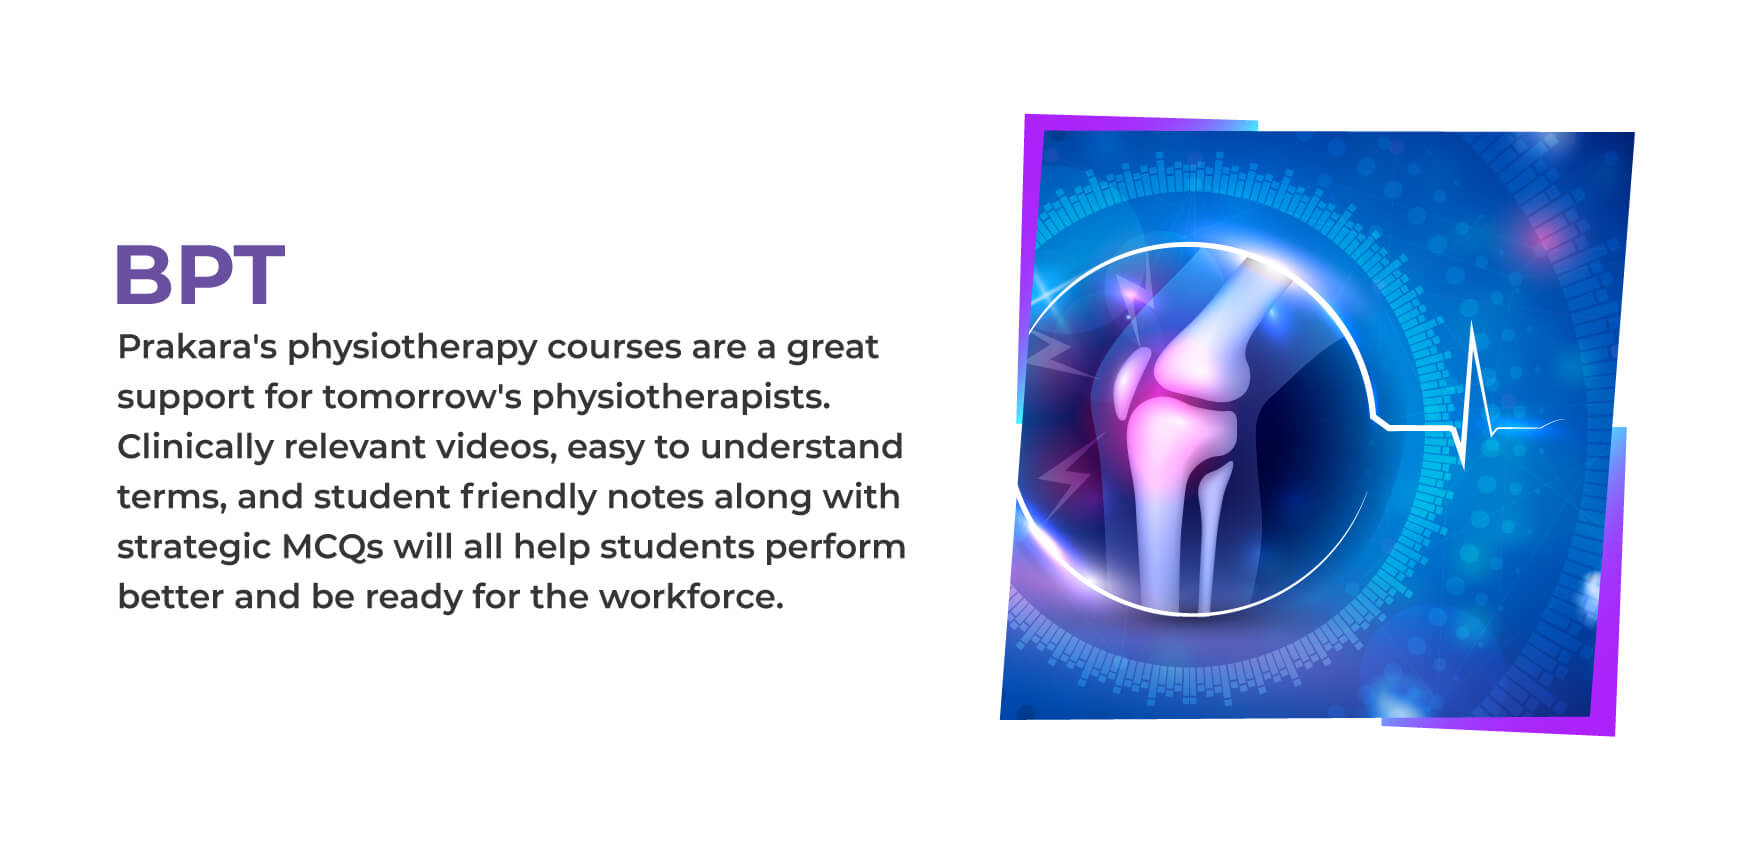 BPT
Prakara's physiotherapy courses are a great
support for tomorrow's physiotherapists.
Clinically relevant videos, easy to understand
terms, and student friendly notes along with
strategic MCQs will all help students perform
better and be ready for the workforce.